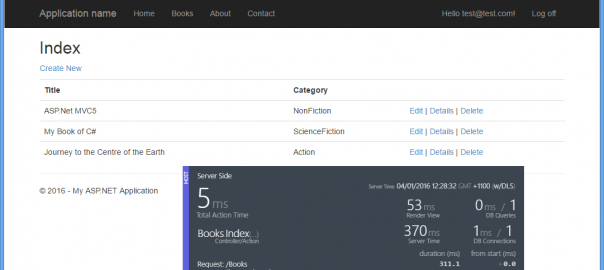 Application name Home Books About Contact Hello test@test.com! Log off
Index
Create New
Title Category
ASP.Net MVC5 NonFiction Edit | Details | Delete
My Book of C# ScienceFiction Edit | Details | Delete
Journey to the Centre of the Earth Action Edit | Details | Delete
© 2016 - My ASP.NET Application
HOST
Server Side
Server Time 04/01/2016 12:28:32 GMT +1100 (w/DLS)
5 ms
Total Action Time
53 ms
Render View
0 ms / 1
DB Queries
Books.Index(...)
Controller/Action
370 ms
Server Time
1 ms / 1
DB Connections
duration (ms) from start (ms)
Request: /Books 311.1 +0.0